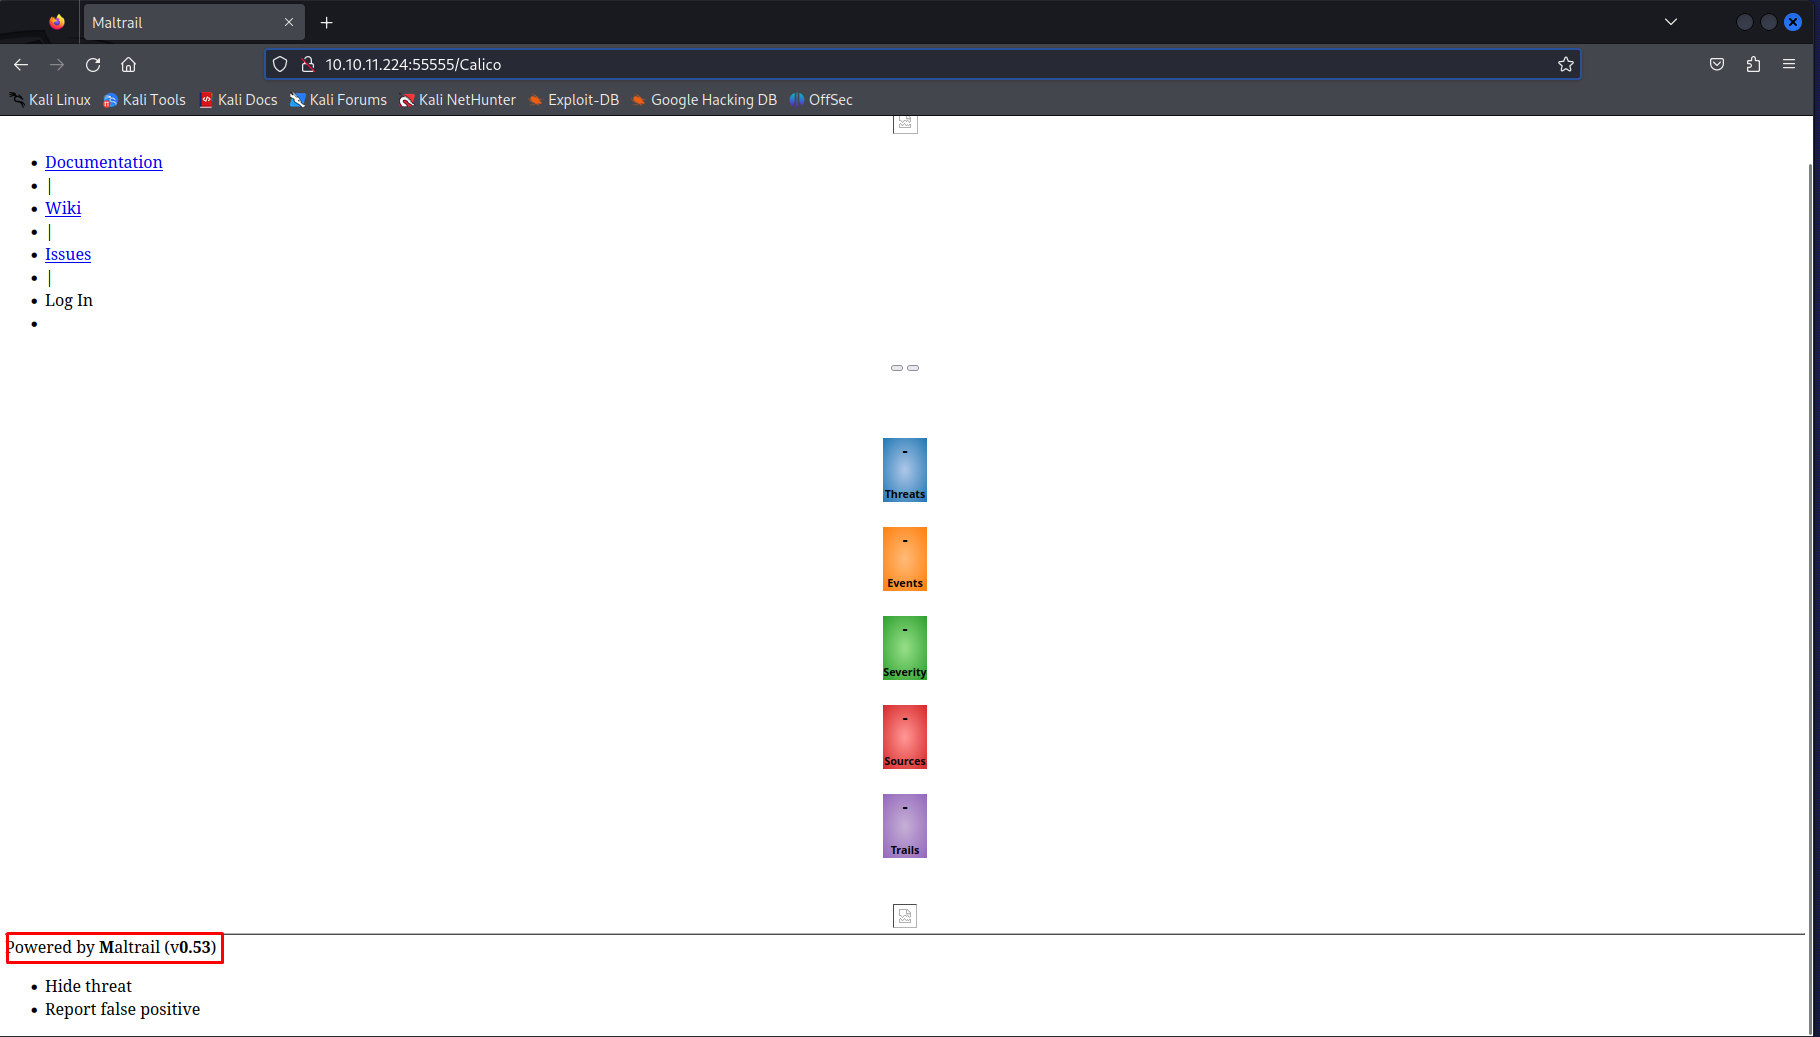 Maltrail
10.10.11.224:55555/Calico
Kali Linux Kali Tools Kali Docs Kali Forums Kali NetHunter Exploit-DB Google Hacking DB OffSec
Documentation
|
Wiki
|
Issues
|
Log In
-
Threats
-
Events
-
Severity
-
Sources
-
Trails
Powered by Maltrail (v0.53)
Hide threat
Report false positive